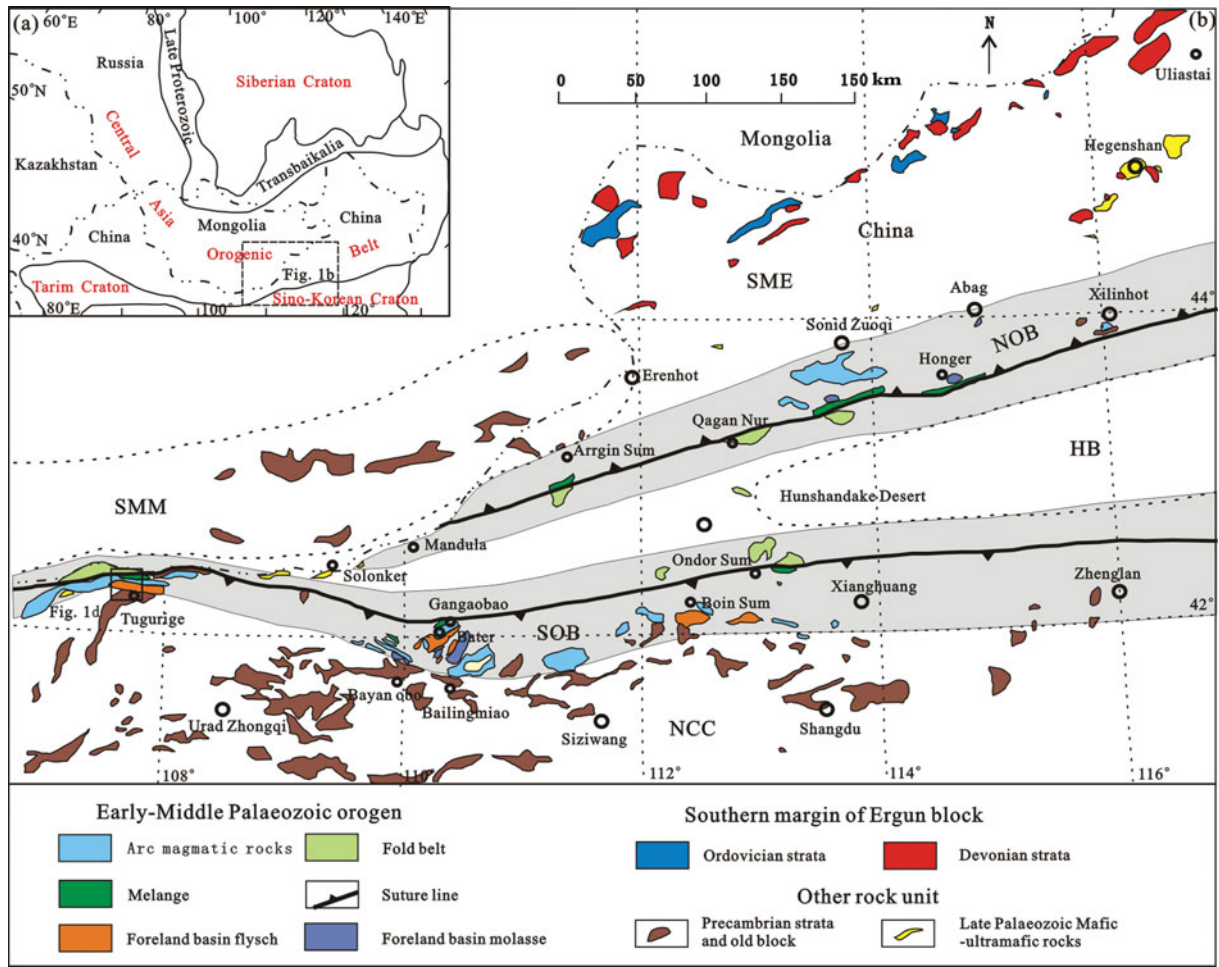 (a)
60°E
80°
100°
120°
140°E
(b)
Russia
Late Proterozoic
Siberian Craton
50°N
Central
Kazakhstan
Transbaikalia
Asia
Mongolia
China
China
40°N
Orogenic
Belt
Fig. 1b
Tarim Craton
80°E
100°
Sino-Korean Craton
120°
N
0 50 100 150 150 km
Uliastai
Mongolia
Hegenshan
China
SME
Abag
Xilinhot
44°
Sonid Zuoqi
NOB
Honger
Erenhot
Qagan Nur
Arrgin Sum
HB
Hunshandake Desert
SMM
Mandula
Ondor Sum
Solonker
Xianghuang
Zhenglan
Fig. 1d
Tugurige
Gangaobao
Boin Sum
42°
SOB
Bater
Bayan obo
Bailingmiao
Urad Zhongqi
Siziwang
NCC
Shangdu
108°
110°
112°
114°
116°
Early-Middle Palaeozoic orogen
Arc magmatic rocks
Fold belt
Melange
Suture line
Foreland basin flysch
Foreland basin molasse
Southern margin of Ergun block
Ordovician strata
Devonian strata
Other rock unit
Precambrian strata
and old block
Late Palaeozoic Mafic
-ultramafic rocks